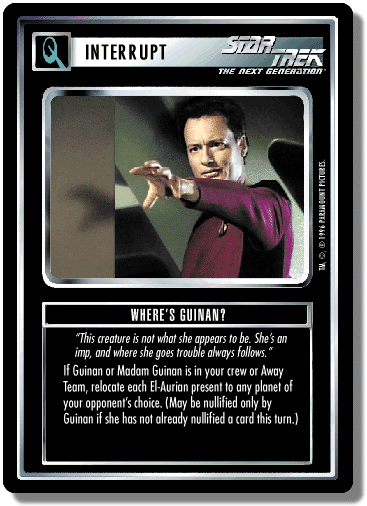 Q INTERRUPT STAR TREK
THE NEXT GENERATION®
TM, ©, ® 1996 PARAMOUNT PICTURES.
WHERE'S GUINAN?
"This creature is not what she appears to be. She's an
imp, and where she goes trouble always follows."
If Guinan or Madam Guinan is in your crew or Away
Team, relocate each El-Aurian present to any planet of
your opponent's choice. (May be nullified only by
Guinan if she has not already nullified a card this turn.)